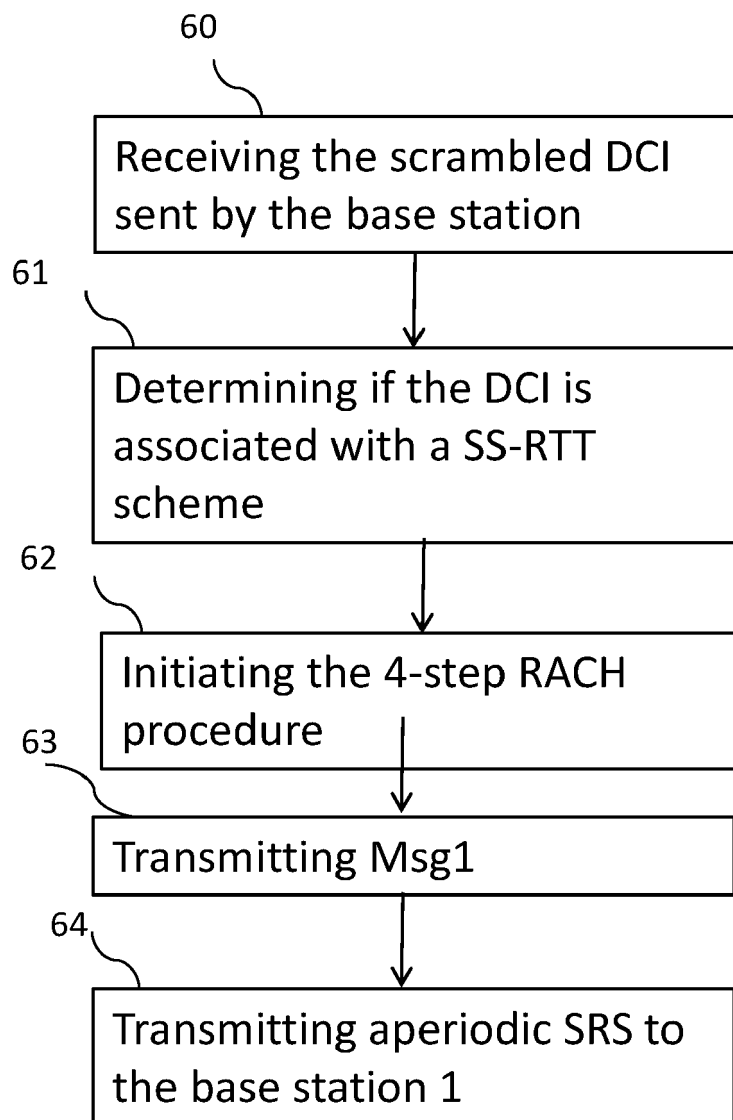 60
Receiving the scrambled DCI
sent by the base station
61
Determining if the DCI is
associated with a SS-RTT
scheme
62
Initiating the 4-step RACH
procedure
63
Transmitting Msg1
64
Transmitting aperiodic SRS to
the base station 1